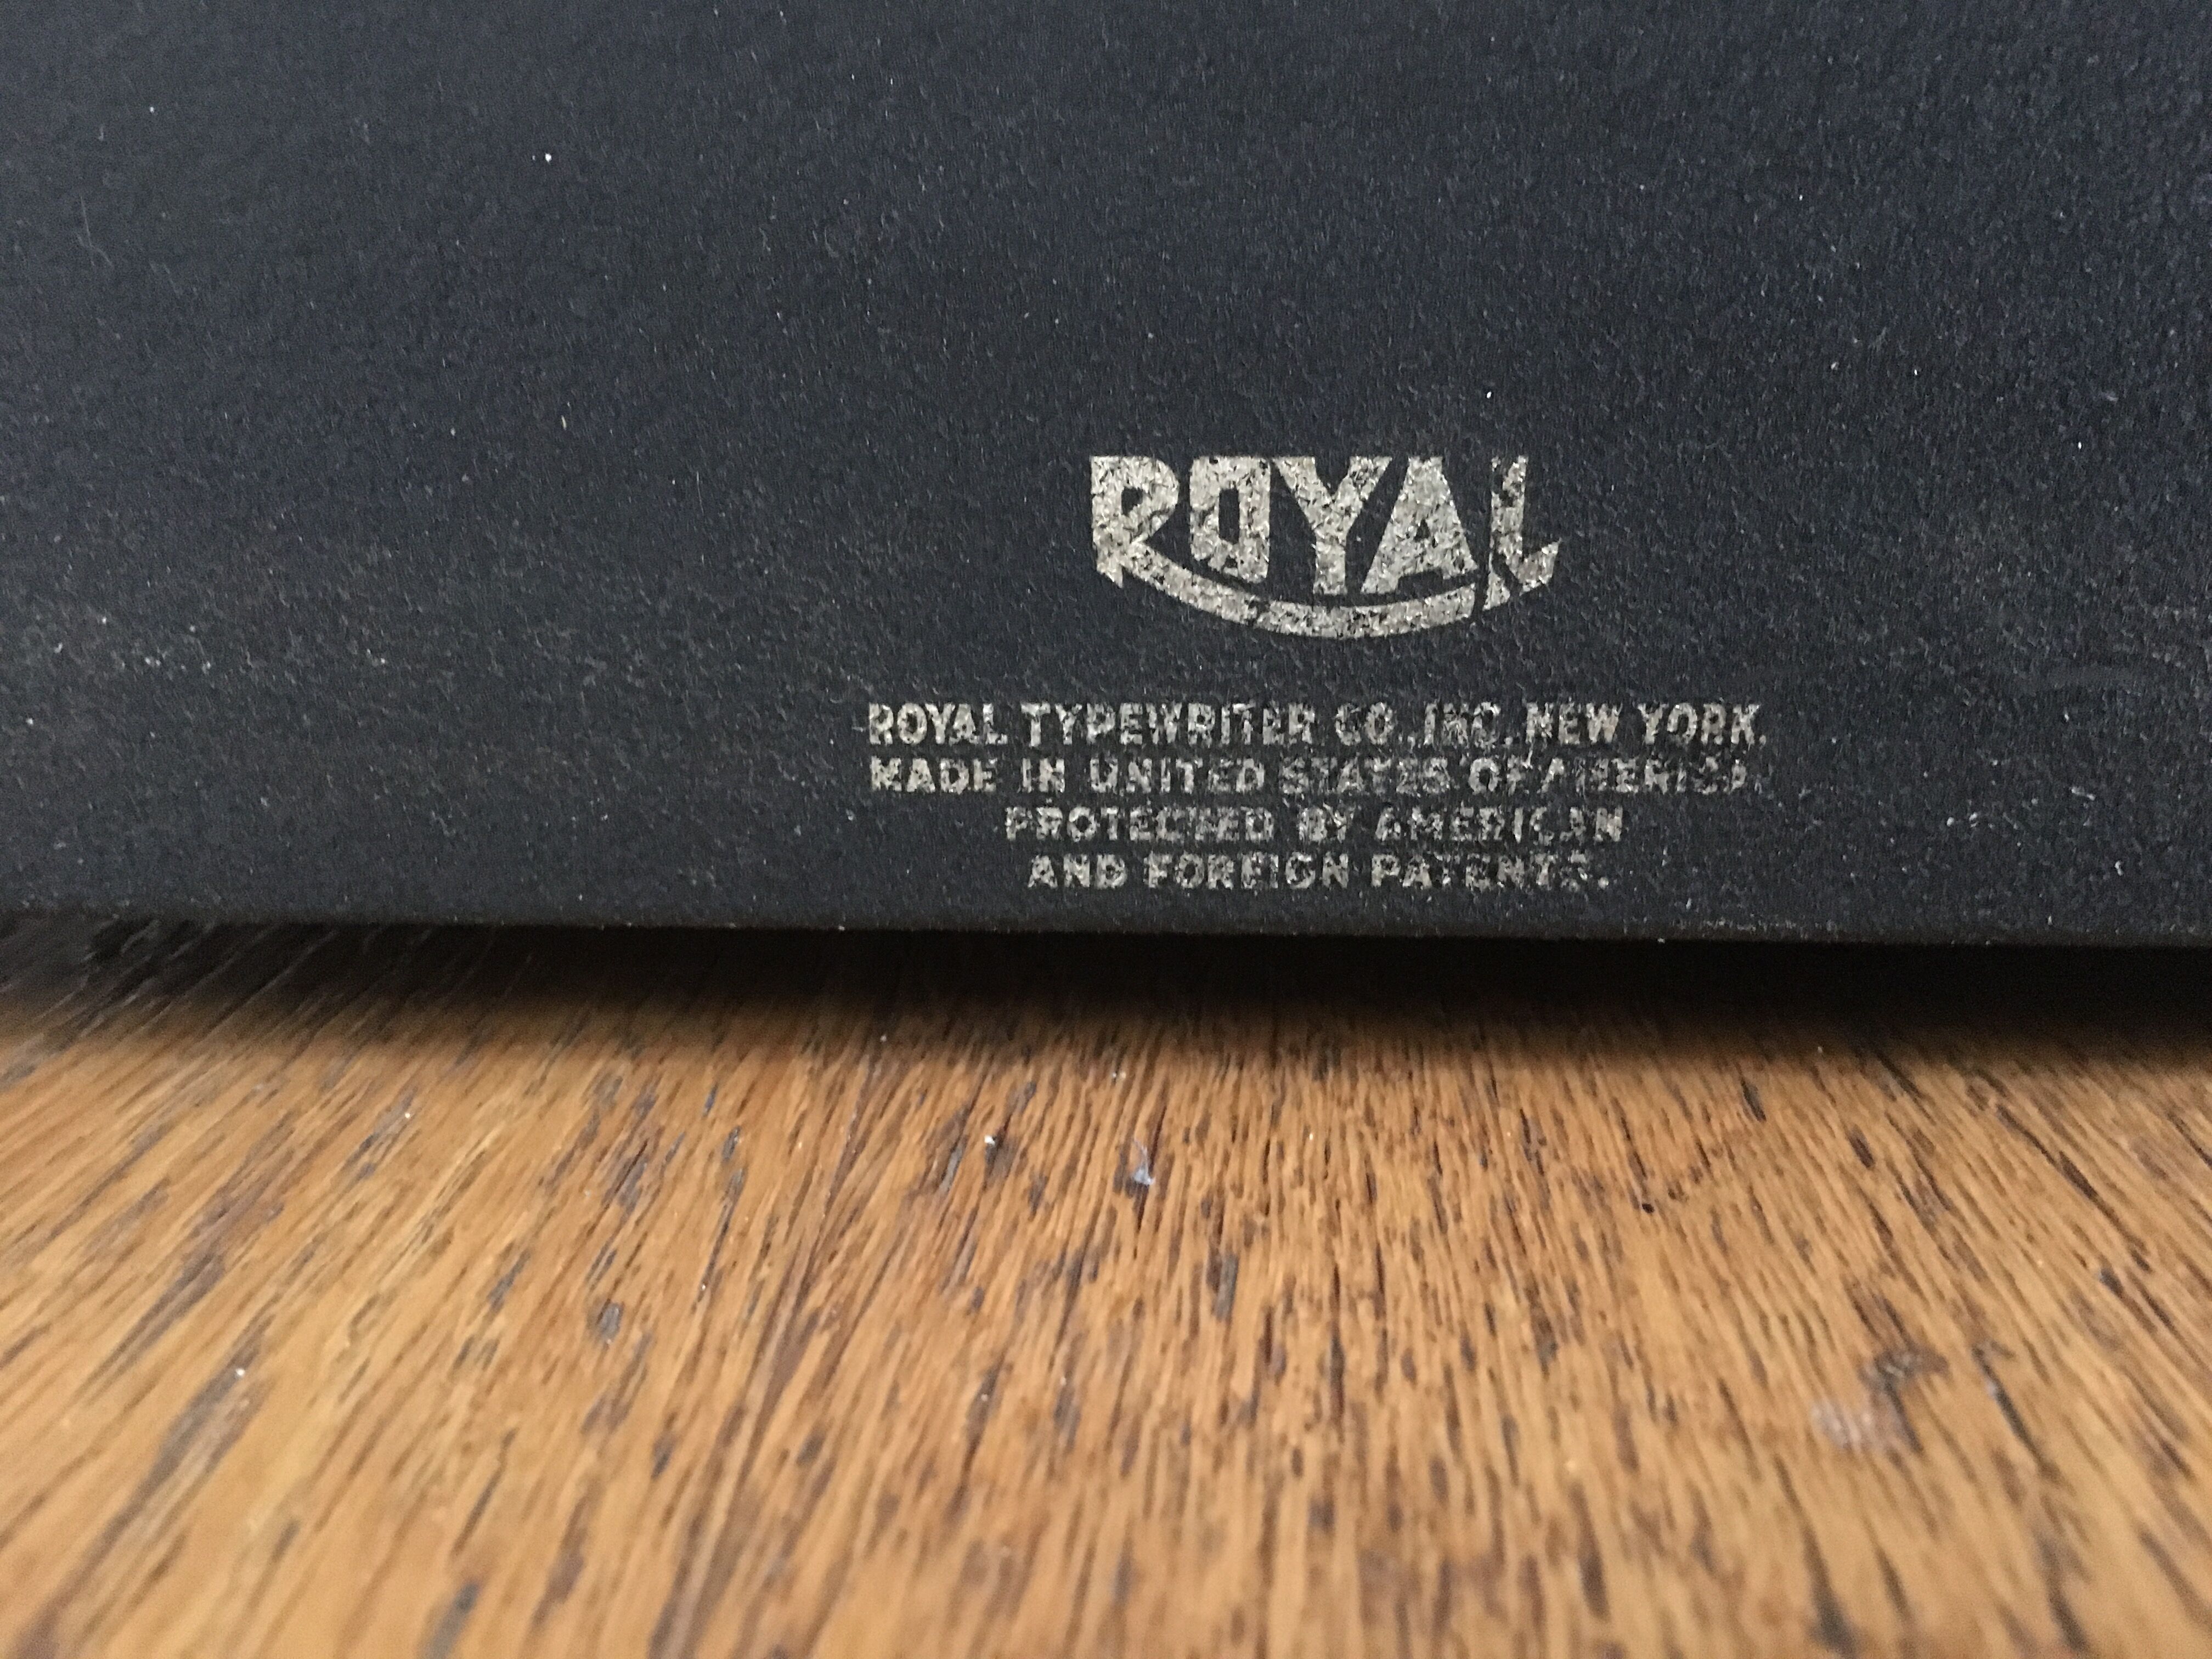 ROYAL
ROYAL TYPEWRITER CO., INC. NEW YORK.
MADE IN UNITED STATES OF AMERICA.
PROTECTED BY AMERICAN
AND FOREIGN PATENTS.